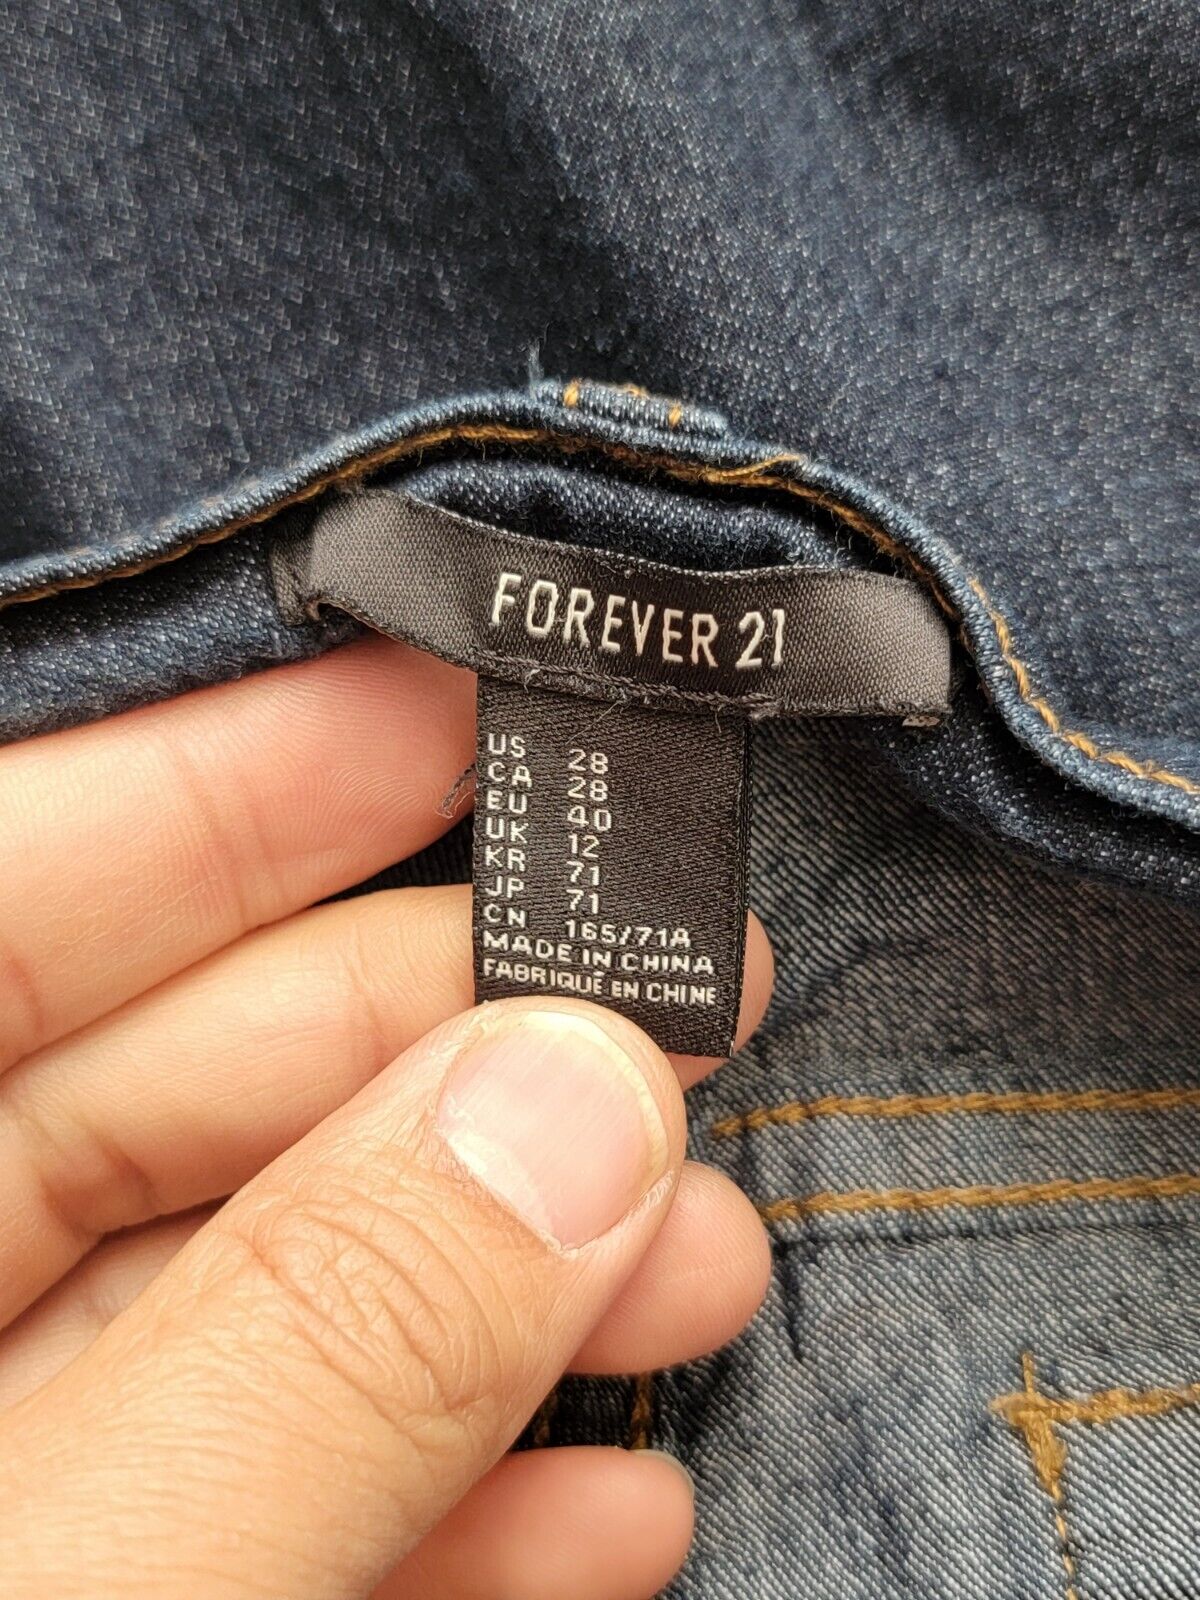 FOREVER 21
US 28
CA 28
EU 40
UK 12
KR 71
JP 71
CN 165/71A
MADE IN CHINA
FABRIQUÉ EN CHINE